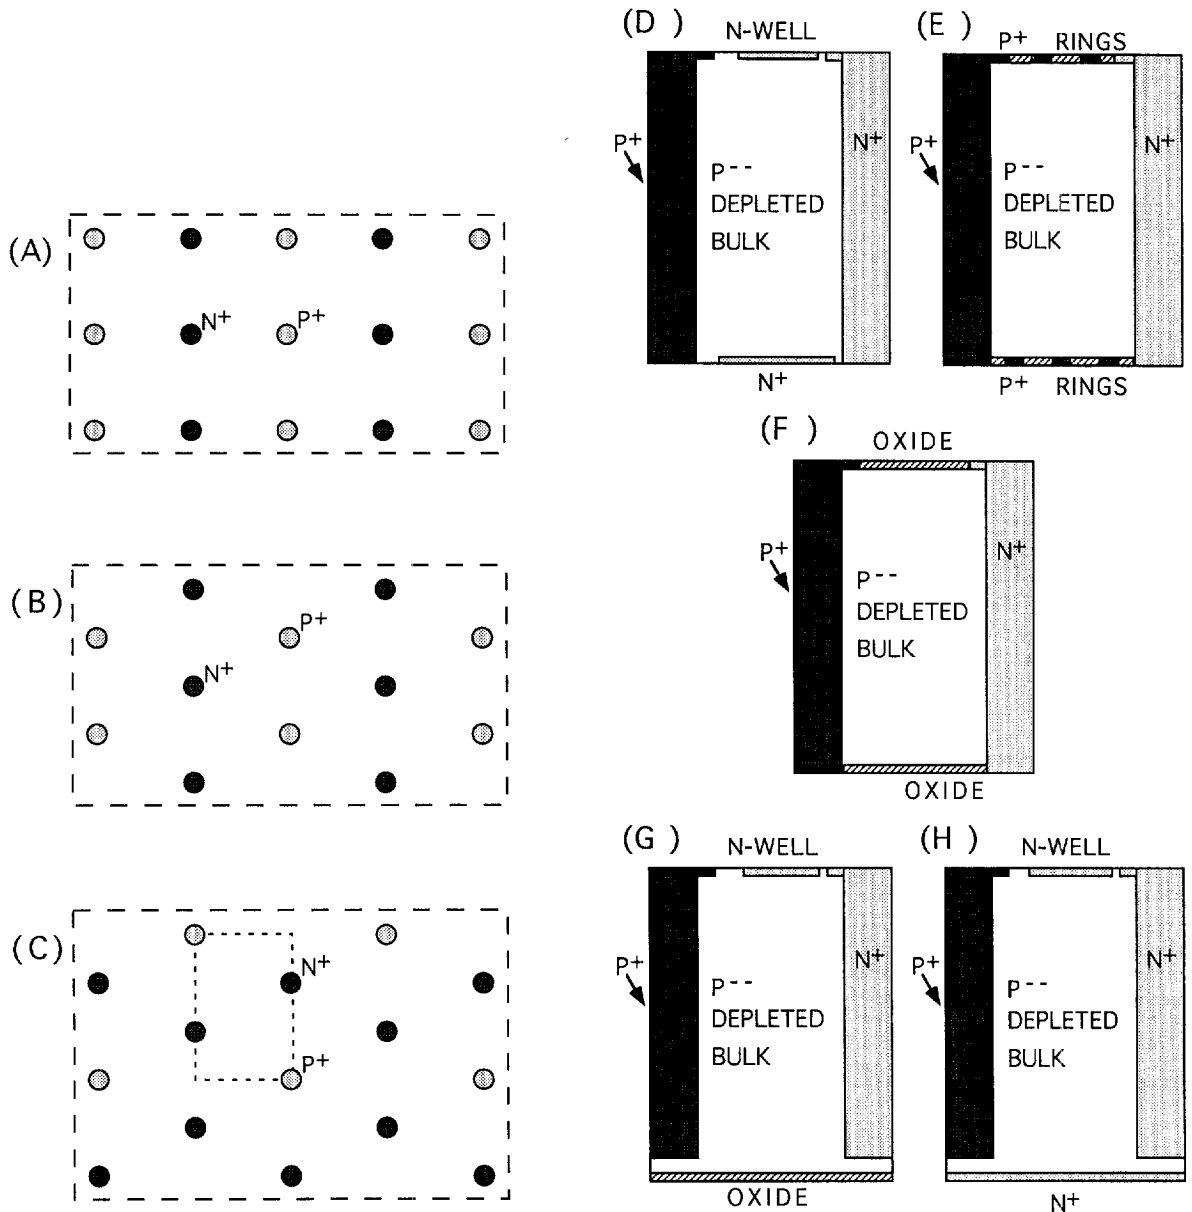 (A)
N+
P+
(B)
P+
N+
(C)
N+
P+
(D )
N-WELL
P+
P--
DEPLETED
BULK
N+
N+
(E )
P+ RINGS
P+
P--
DEPLETED
BULK
N+
P+ RINGS
(F )
OXIDE
P+
P--
DEPLETED
BULK
N+
OXIDE
(G )
N-WELL
P+
P--
DEPLETED
BULK
N+
OXIDE
(H )
N-WELL
P+
P--
DEPLETED
BULK
N+
N+